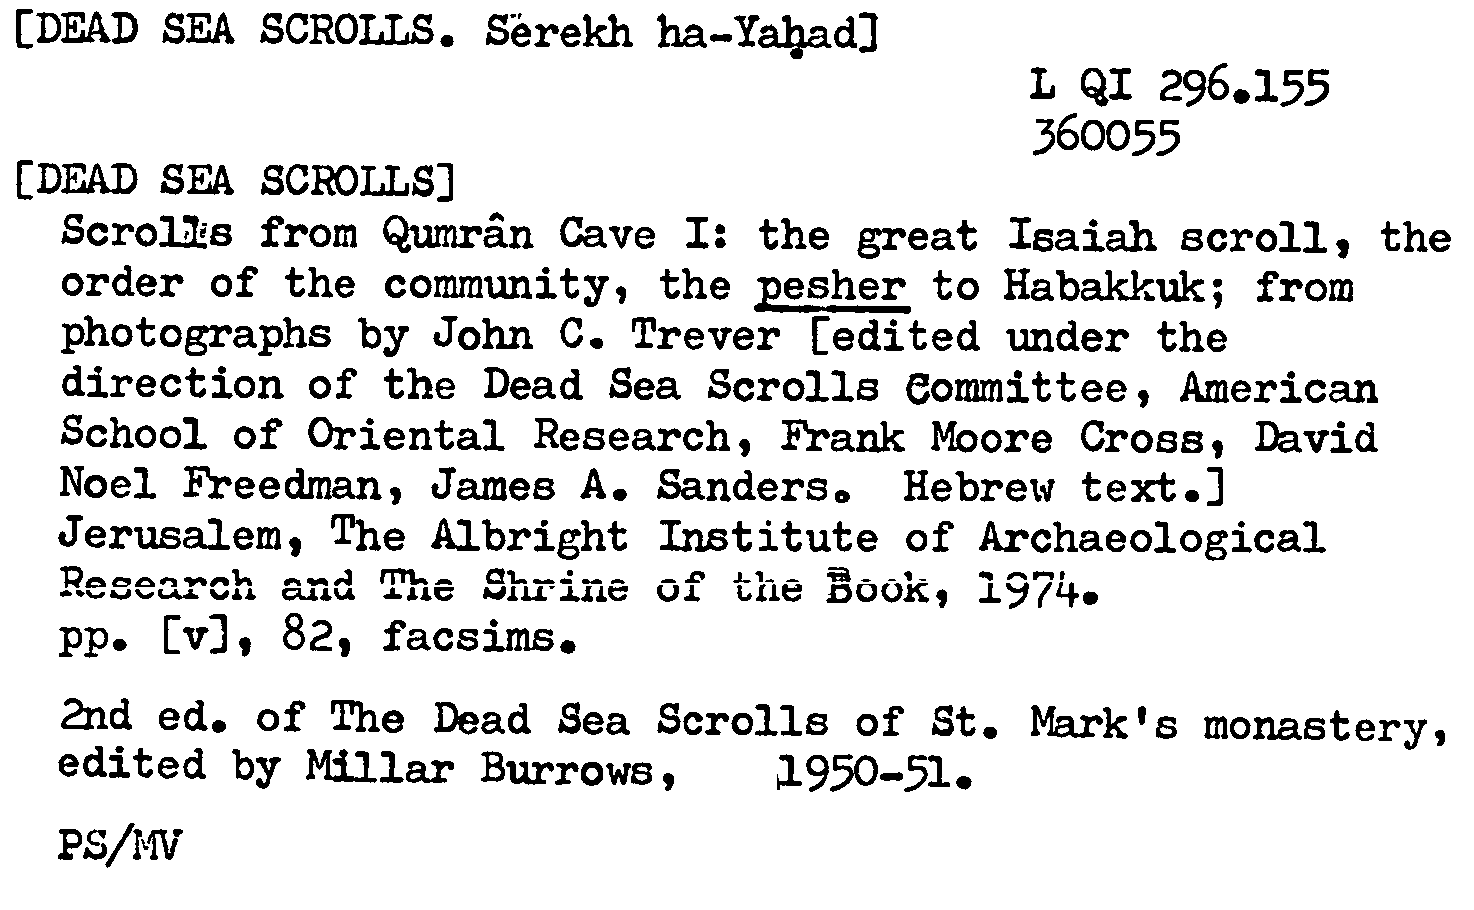 [DEAD SEA SCROLLS. Serekh ha-Yaḥad]
L QI 296.155
360055
[DEAD SEA SCROLLS]
Scrolls from Qumrân Cave I: the great Isaiah scroll, the
order of the community, the pesher to Habakkuk; from
photographs by John C. Trever [edited under the
direction of the Dead Sea Scrolls Committee, American
School of Oriental Research, Frank Moore Cross, David
Noel Freedman, James A. Sanders. Hebrew text.]
Jerusalem, The Albright Institute of Archaeological
Research and The Shrine of the Book, 1974.
pp. [v], 82, facsims.
2nd ed. of The Dead Sea Scrolls of St. Mark's monastery,
edited by Millar Burrows, 1950-51.
PS/MV